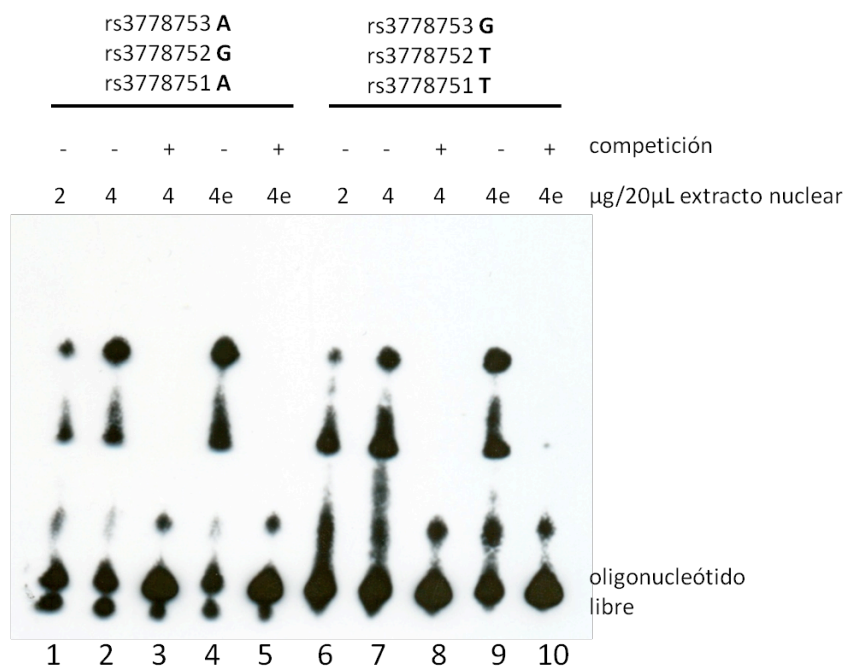 rs3778753 A rs3778753 G
rs3778752 G rs3778752 T
rs3778751 A rs3778751 T
- - + - + - - + - + competición
2 4 4 4e 4e 2 4 4 4e 4e µg/20µL extracto nuclear
oligonucleótido
libre
1 2 3 4 5 6 7 8 9 10